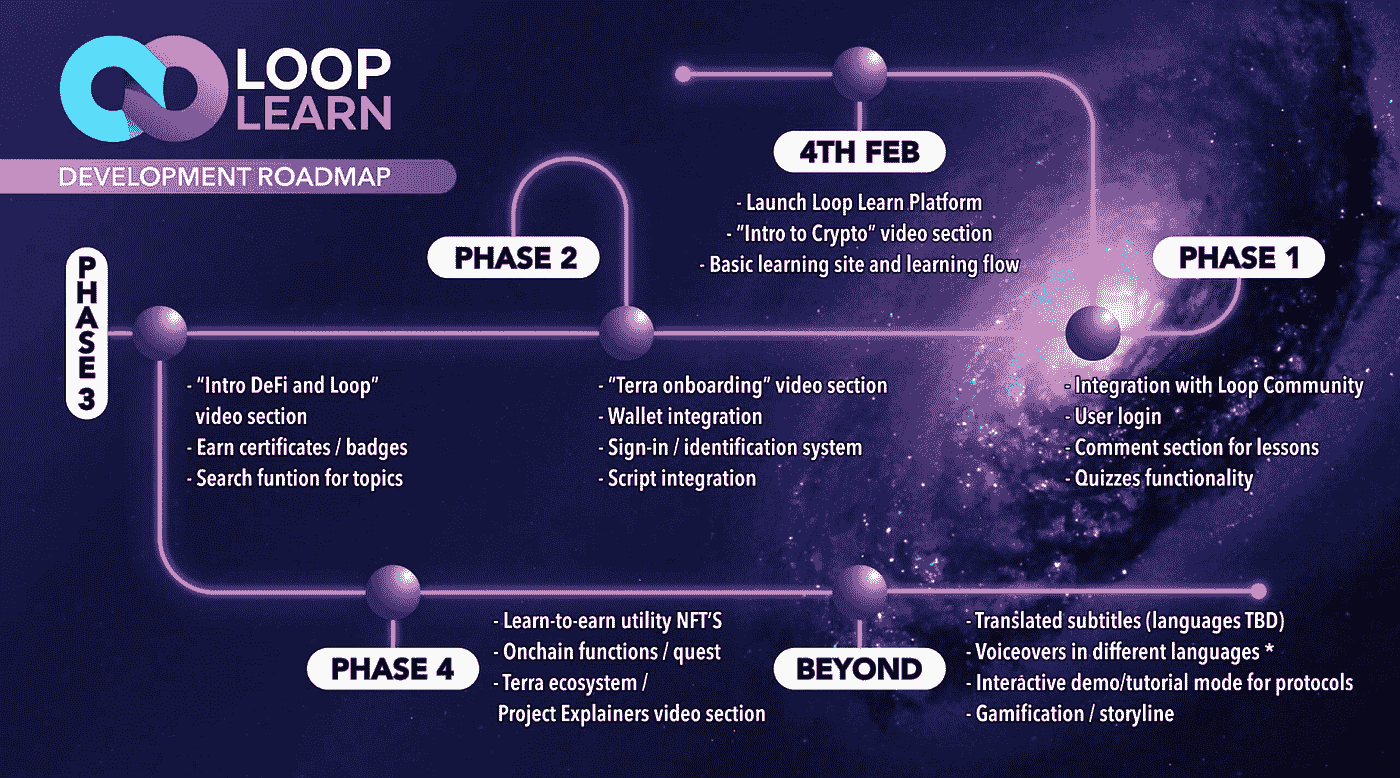 LOOP
LEARN
DEVELOPMENT ROADMAP
4TH FEB
- Launch Loop Learn Platform
- "Intro to Crypto" video section
- Basic learning site and learning flow
PHASE 1
- Integration with Loop Community
- User login
- Comment section for lessons
- Quizzes functionality
PHASE 2
- "Terra onboarding" video section
- Wallet integration
- Sign-in / identification system
- Script integration
PHASE 3
- "Intro DeFi and Loop"
video section
- Earn certificates / badges
- Search funtion for topics
PHASE 4
- Learn-to-earn utility NFT'S
- Onchain functions / quest
- Terra ecosystem /
Project Explainers video section
BEYOND
- Translated subtitles (languages TBD)
- Voiceovers in different languages *
- Interactive demo/tutorial mode for protocols
- Gamification / storyline